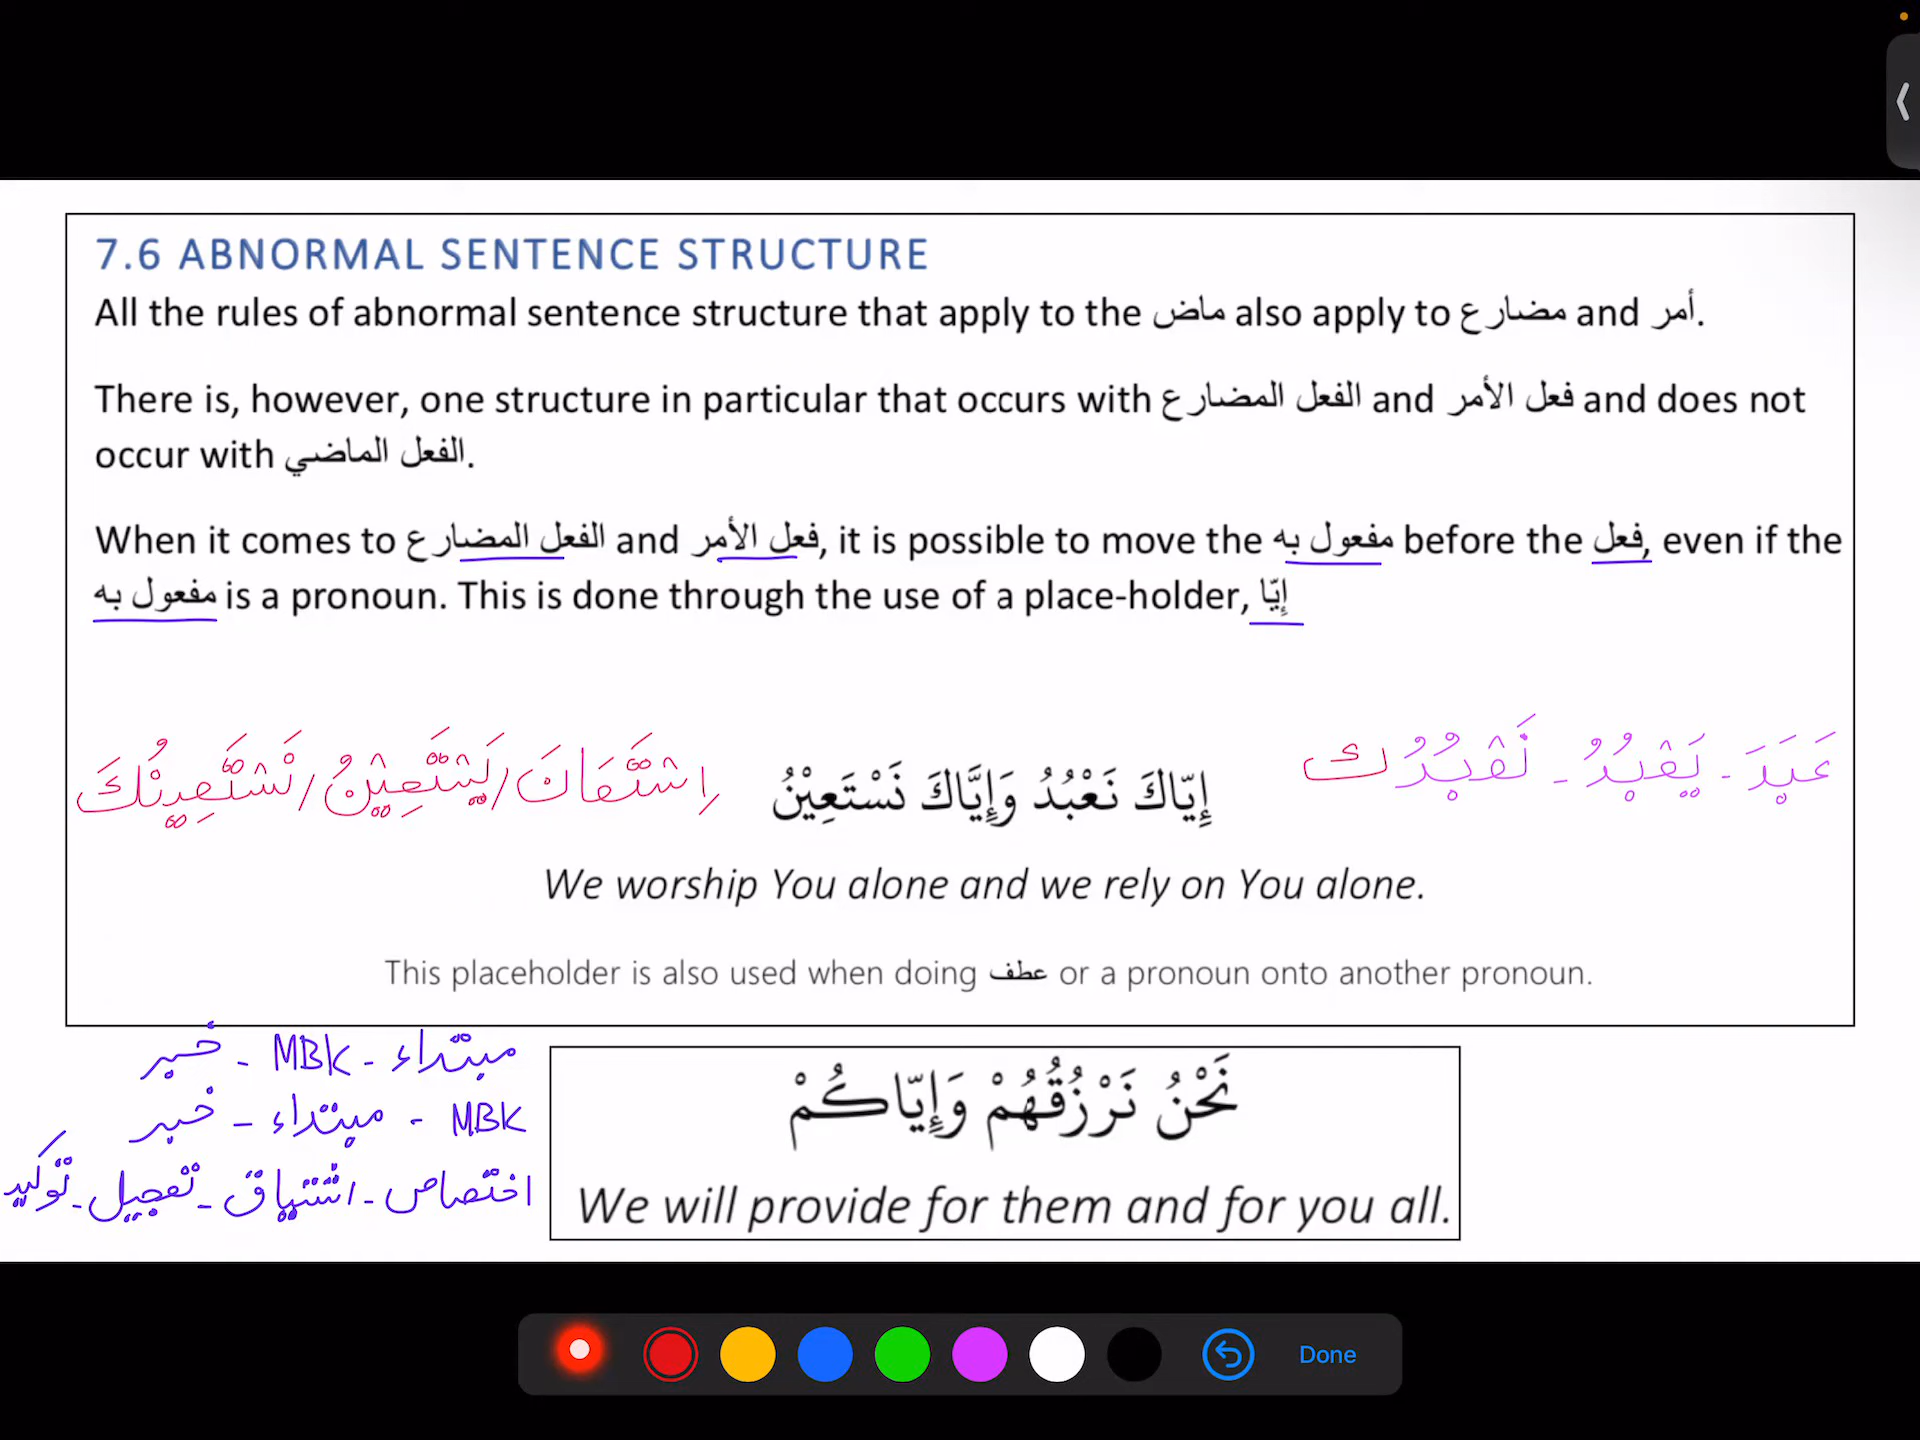 7.6 ABNORMAL SENTENCE STRUCTURE
All the rules of abnormal sentence structure that apply to the ماض also apply to مضارع and أمر.
There is, however, one structure in particular that occurs with الفعل المضارع and فعل الأمر and does not
occur with الفعل الماضي.
When it comes to الفعل المضارع and فعل الأمر, it is possible to move the مفعول به before the فعل, even if the
مفعول به is a pronoun. This is done through the use of a place-holder, إيّا
عَبَدَ - يَعْبُدُ - نَعْبُدُ ك
إِيّاكَ نَعْبُدُ وَإِيَّاكَ نَسْتَعِيْنُ
اِسْتَعَانَ / يَسْتَعِيْنُ / نَسْتَعِينُكَ
We worship You alone and we rely on You alone.
This placeholder is also used when doing عطف or a pronoun onto another pronoun.
مبتداء - MBK - خبر
MBK - مبتداء - خبر
اختصاص - اشتياق - تعجيل - توكيد
نَحْنُ نَرْزُقُهُمْ وَإِيّاكُمْ
We will provide for them and for you all.
Done